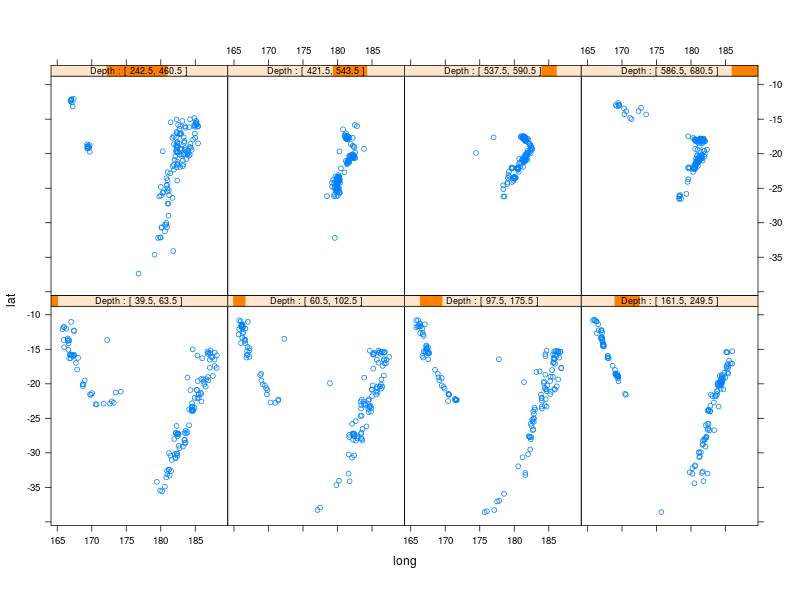 165 170 175 180 185 165 170 175 180 185
Depth : [ 242.5, 460.5 ] Depth : [ 421.5, 543.5 ] Depth : [ 537.5, 590.5 ] Depth : [ 586.5, 680.5 ]
-10
-15
-20
-25
-30
-35
Depth : [ 39.5, 63.5 ] Depth : [ 60.5, 102.5 ] Depth : [ 97.5, 175.5 ] Depth : [ 161.5, 249.5 ]
-10
-15
-20
-25
-30
-35
165 170 175 180 185 165 170 175 180 185
long
lat